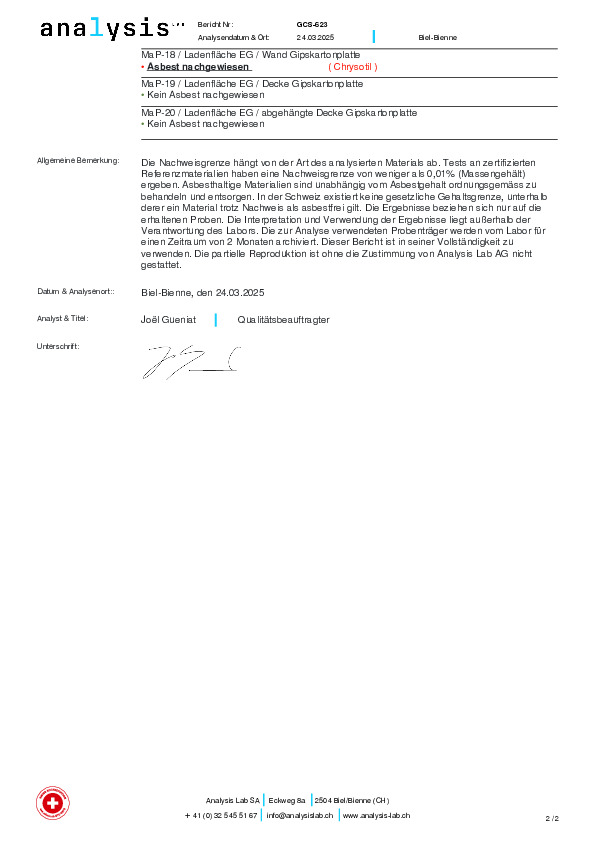 analysis
Bericht Nr: GCS-623
Analysendatum & Ort: 24.03.2025 Biel-Bienne
MaP-18 / Ladenfläche EG / Wand Gipskartonplatte
• Asbest nachgewiesen ( Chrysotil )
MaP-19 / Ladenfläche EG / Decke Gipskartonplatte
• Kein Asbest nachgewiesen
MaP-20 / Ladenfläche EG / abgehängte Decke Gipskartonplatte
• Kein Asbest nachgewiesen
Allgemeine Bemerkung:
Die Nachweisgrenze hängt von der Art des analysierten Materials ab. Tests an zertifizierten
Referenzmaterialien haben eine Nachweisgrenze von weniger als 0,01% (Massengehält)
ergeben. Asbesthaltige Materialien sind unabhängig vom Asbestgehalt ordnungsgemäss zu
behandeln und entsorgen. In der Schweiz existiert keine gesetzliche Gehaltsgrenze, unterhalb
derer ein Material trotz Nachweis als asbestfrei gilt. Die Ergebnisse beziehen sich nur auf die
erhaltenen Proben. Die Interpretation und Verwendung der Ergebnisse liegt außerhalb der
Verantwortung des Labors. Die zur Analyse verwendeten Probenträger werden vom Labor für
einen Zeitraum von 2 Monaten archiviert. Dieser Bericht ist in seiner Vollständigkeit zu
verwenden. Die partielle Reproduktion ist ohne die Zustimmung von Analysis Lab AG nicht
gestattet.
Datum & Analysenort:: Biel-Bienne, den 24.03.2025
Analyst & Titel: Joël Gueniat Qualitätsbeauftragter
Unterschrift:
Analysis Lab SA Eckweg 8a 2504 Biel/Bienne (CH)
+ 41 (0) 32 545 51 67 info@analysislab.ch www.analysis-lab.ch
2 / 2